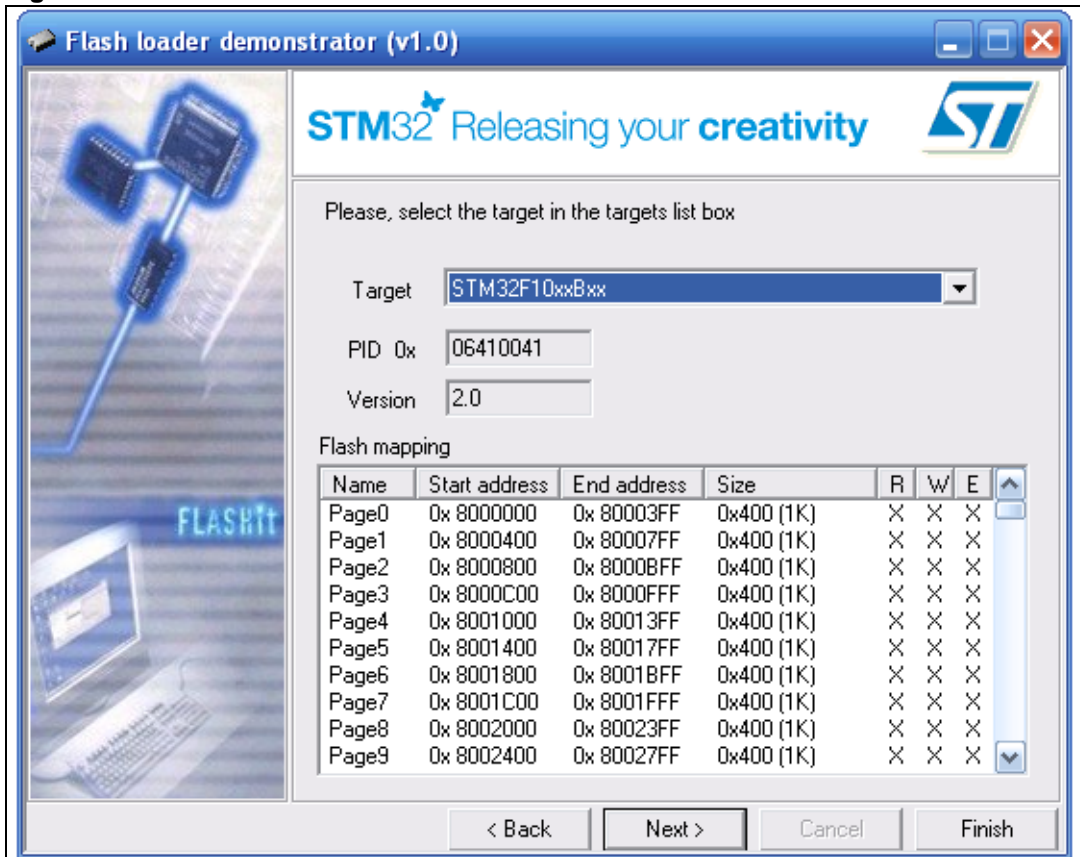 Flash loader demonstrator (v1.0)
STM32 Releasing your creativity
ST
Please, select the target in the targets list box
Target STM32F10xxBxx
PID 0x 06410041
Version 2.0
Flash mapping
Name Start address End address Size R W E
Page0 0x 8000000 0x 80003FF 0x400 (1K) X X X
Page1 0x 8000400 0x 80007FF 0x400 (1K) X X X
Page2 0x 8000800 0x 8000BFF 0x400 (1K) X X X
Page3 0x 8000C00 0x 8000FFF 0x400 (1K) X X X
Page4 0x 8001000 0x 80013FF 0x400 (1K) X X X
Page5 0x 8001400 0x 80017FF 0x400 (1K) X X X
Page6 0x 8001800 0x 8001BFF 0x400 (1K) X X X
Page7 0x 8001C00 0x 8001FFF 0x400 (1K) X X X
Page8 0x 8002000 0x 80023FF 0x400 (1K) X X X
Page9 0x 8002400 0x 80027FF 0x400 (1K) X X X
FLASHit
< Back Next > Cancel Finish